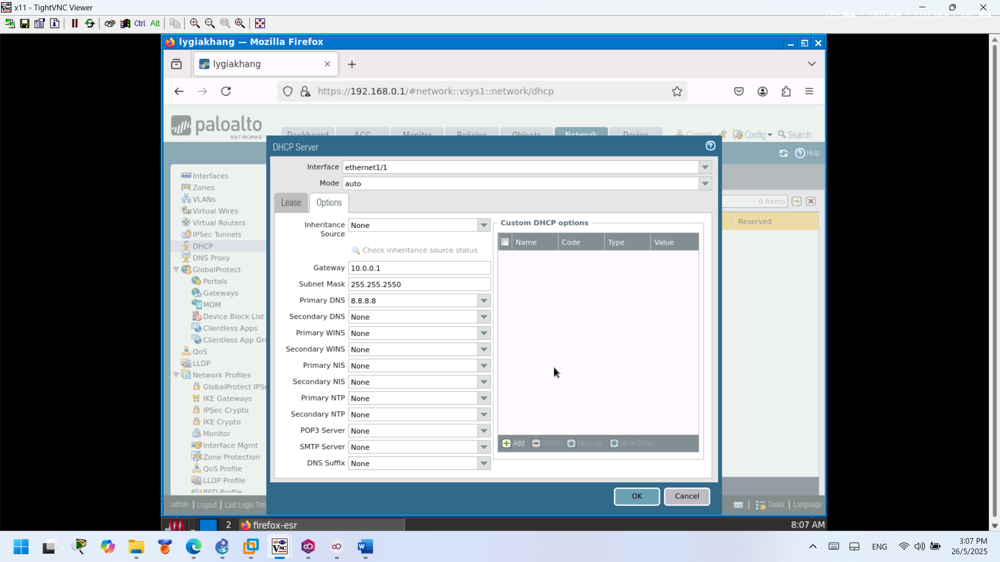 x11 - TightVNC Viewer
Ctrl Alt
lygiakhang — Mozilla Firefox
lygiakhang
https://192.168.0.1/#network::vsys1::network/dhcp
paloalto
NETWORKS
Dashboard ACC Monitor Policies Objects Network Device
Commit Config Search
DHCP Server
Help
Interface ethernet1/1
Mode auto
Lease Options
0 items
Reserved
Interfaces
Zones
VLANs
Virtual Wires
Virtual Routers
IPSec Tunnels
DHCP
DNS Proxy
GlobalProtect
Portals
Gateways
MDM
Device Block List
Clientless Apps
Clientless App Gr
QoS
LLDP
Network Profiles
GlobalProtect IPSe
IKE Gateways
IPSec Crypto
IKE Crypto
Monitor
Interface Mgmt
Zone Protection
QoS Profile
LLDP Profile
BFD Profile
Inheritance Source None
Check inheritance source status
Gateway 10.0.0.1
Subnet Mask 255.255.2550
Primary DNS 8.8.8.8
Secondary DNS None
Primary WINS None
Secondary WINS None
Primary NIS None
Secondary NIS None
Primary NTP None
Secondary NTP None
POP3 Server None
SMTP Server None
DNS Suffix None
Custom DHCP options
Name Code Type Value
Add Delete Move Up Move Down
OK Cancel
admin | Logout | Last Login Tim
Tasks | Language
2 firefox-esr 8:07 AM
ENG
3:07 PM
26/5/2025